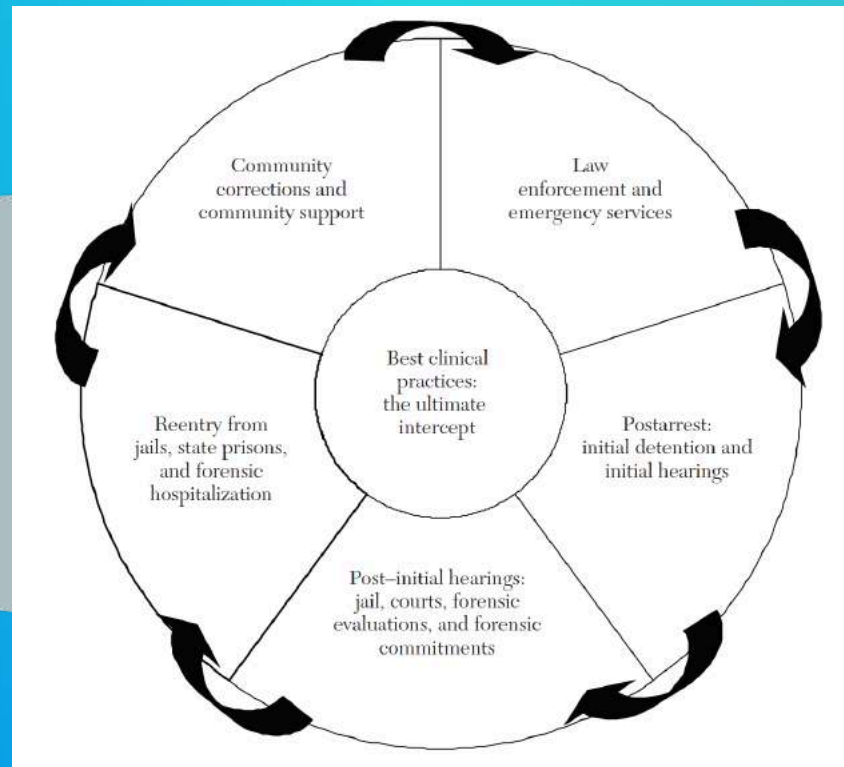 Community
corrections and
community support
Law
enforcement and
emergency services
Best clinical
practices:
the ultimate
intercept
Reentry from
jails, state prisons,
and forensic
hospitalization
Postarrest:
initial detention and
initial hearings
Post–initial hearings:
jail, courts, forensic
evaluations, and forensic
commitments